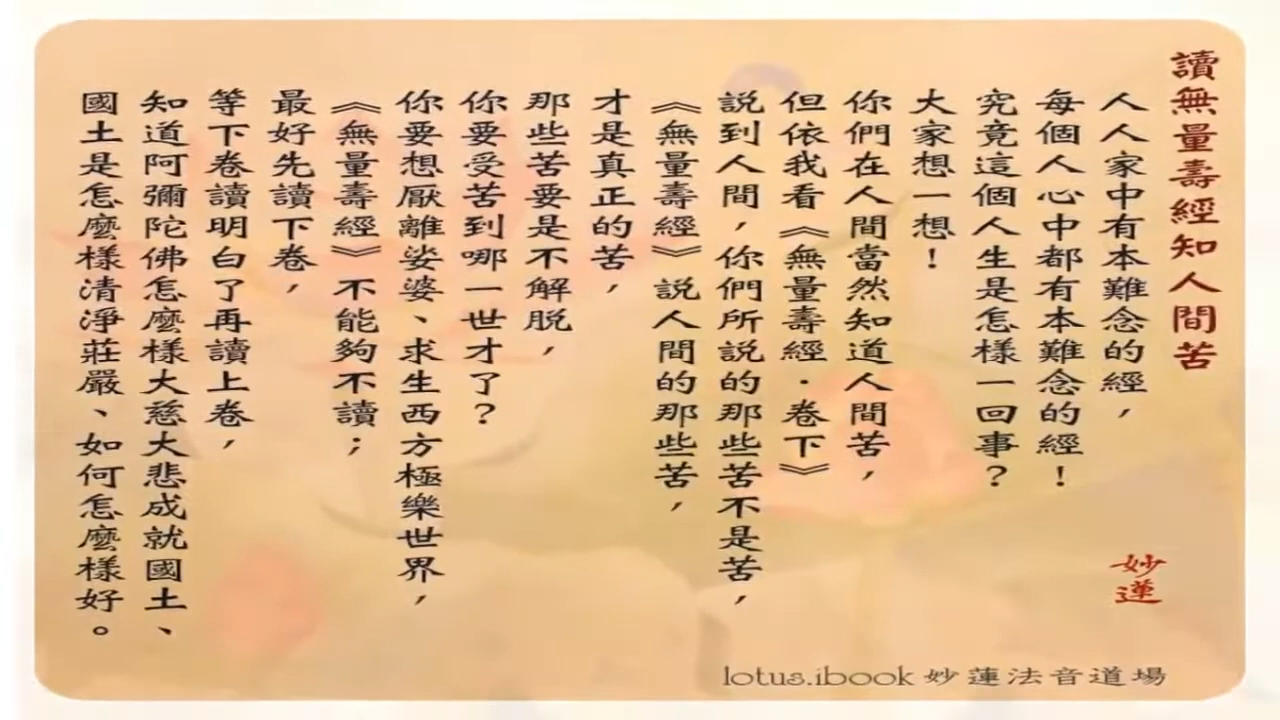 讀無量壽經知人間苦
妙蓮
人人家中有本難念的經，
每個人心中都有本難念的經！
究竟這個人生是怎樣一回事？
大家想一想！
你們在人間當然知道人間苦，
但依我看《無量壽經．卷下》
說到人間，你們所說的那些苦不是苦，
《無量壽經》說人間的那些苦，
才是真正的苦，
那些苦要是不解脫，
你要受苦到哪一世才了？
你要想厭離娑婆、求生西方極樂世界，
《無量壽經》不能夠不讀；
最好先讀下卷，
等下卷讀明白了再讀上卷，
知道阿彌陀佛怎麼樣大慈大悲成就國土、
國土是怎麼樣清淨莊嚴、如何怎麼樣好。
lotus.ibook 妙蓮法音道場